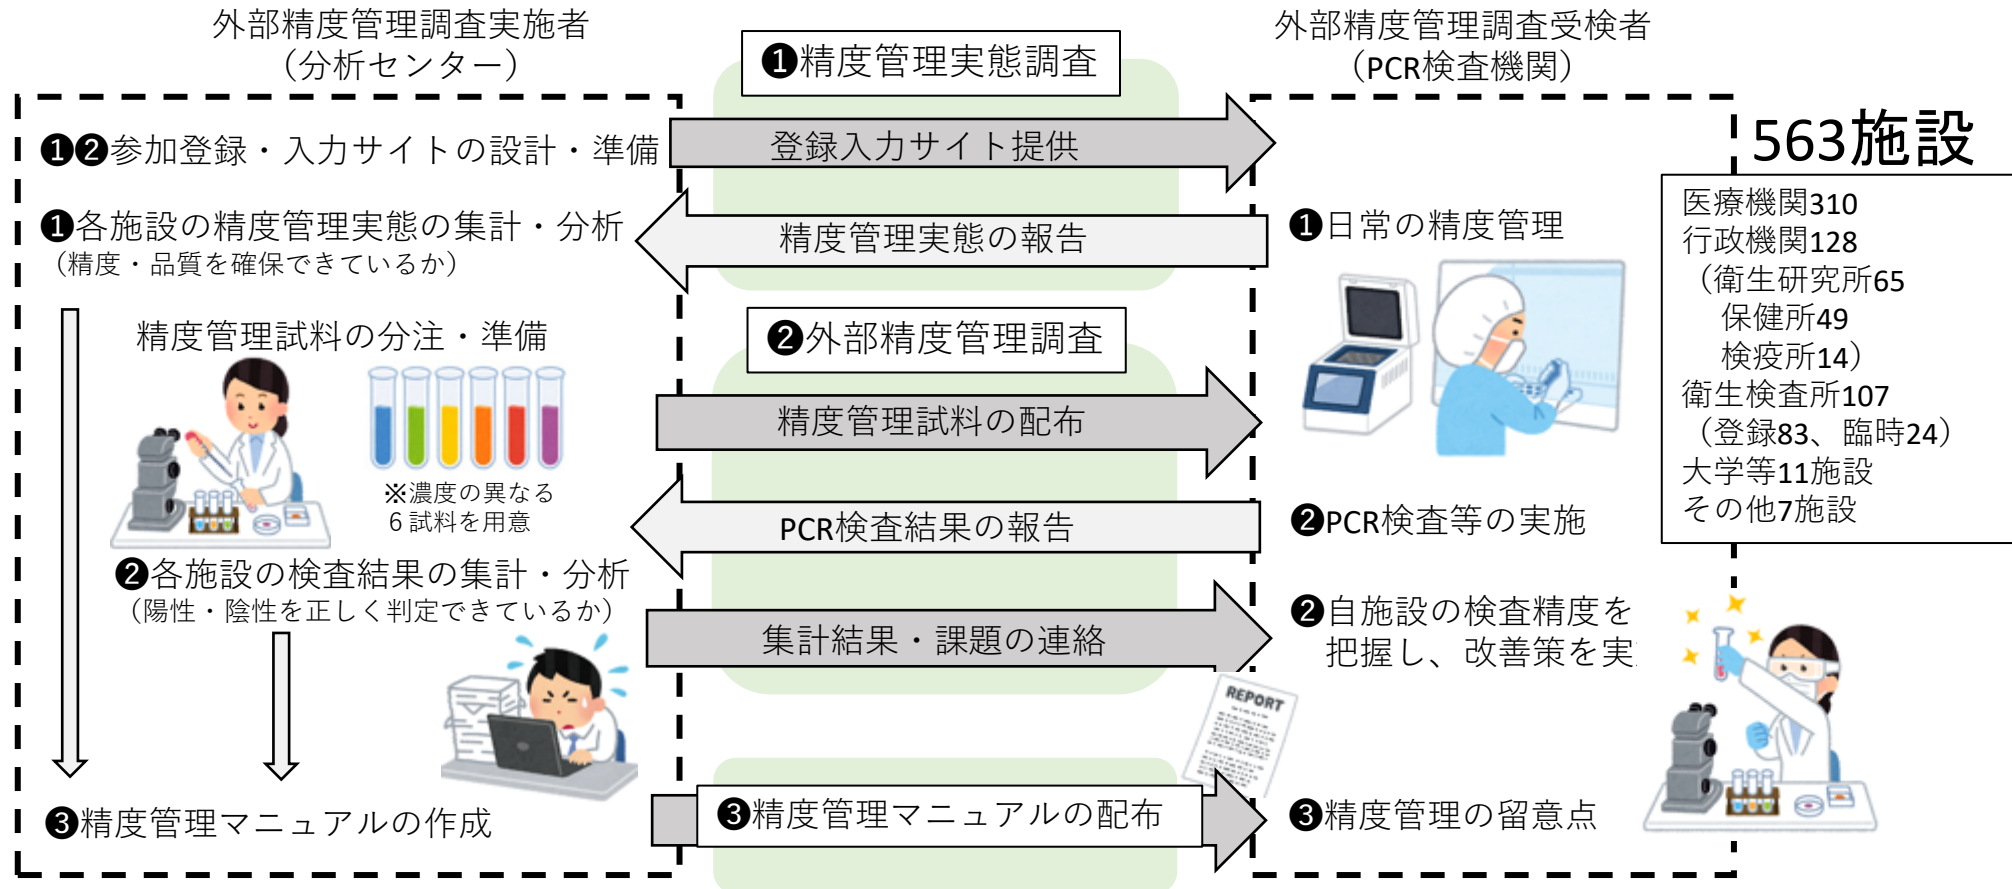 外部精度管理調査実施者
（分析センター）
❶精度管理実態調査
外部精度管理調査受検者
（PCR検査機関）
❶❷参加登録・入力サイトの設計・準備
登録入力サイト提供
563施設
❶各施設の精度管理実態の集計・分析
（精度・品質を確保できているか）
精度管理実態の報告
❶日常の精度管理
医療機関310
行政機関128
（衛生研究所65
保健所49
検疫所14）
衛生検査所107
（登録83、臨時24）
大学等11施設
その他7施設
精度管理試料の分注・準備
※濃度の異なる
６試料を用意
❷外部精度管理調査
精度管理試料の配布
PCR検査結果の報告
❷PCR検査等の実施
❷各施設の検査結果の集計・分析
（陽性・陰性を正しく判定できているか）
集計結果・課題の連絡
❷自施設の検査精度を
把握し、改善策を実
REPORT
❸精度管理マニュアルの作成
❸精度管理マニュアルの配布
❸精度管理の留意点